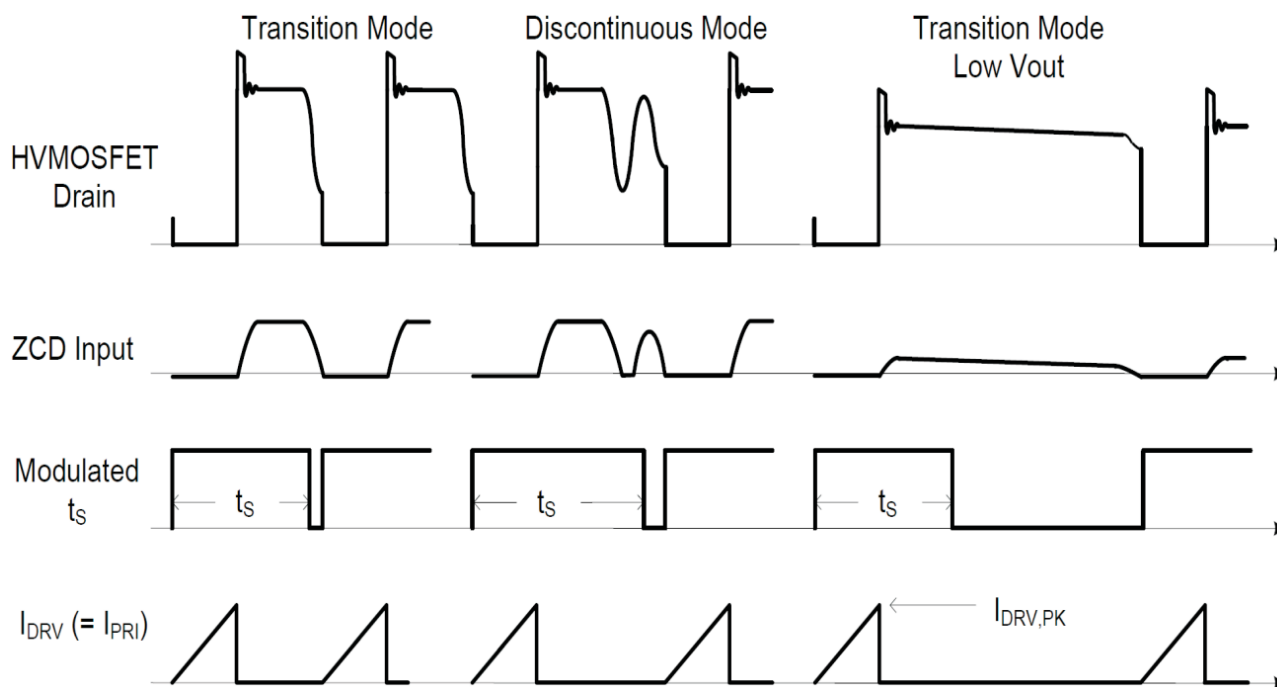 Transition Mode
Discontinuous Mode
Transition Mode
Low Vout
HVMOSFET
Drain
ZCD Input
Modulated
tS
tS
tS
tS
IDRV (= IPRI)
IDRV,PK